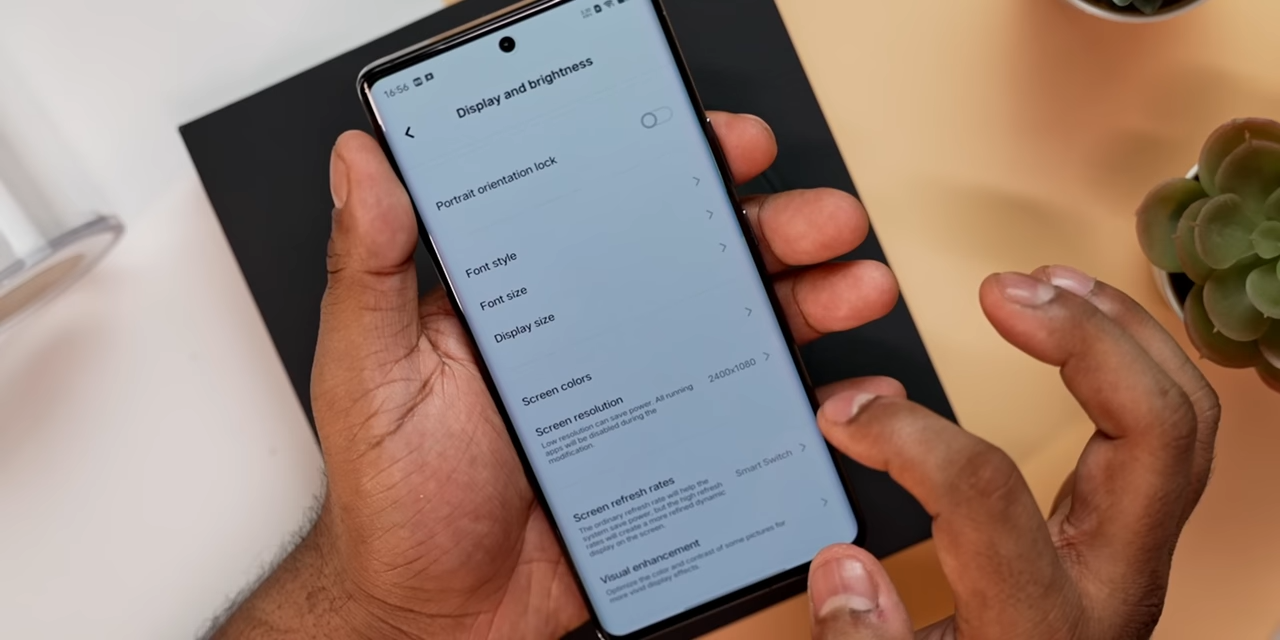 16:56
Display and brightness
Portrait orientation lock
Font style
Font size
Display size
Screen colors
Screen resolution
2400x1080
Low resolution can save power. All running
apps will be disabled during the
modification.
Screen refresh rates
Smart Switch
The ordinary refresh rate will help the
system save power, but the high refresh
rates will create a more refined dynamic
display on the screen.
Visual enhancement
Optimize the color and contrast of some pictures for
more vivid display effects.